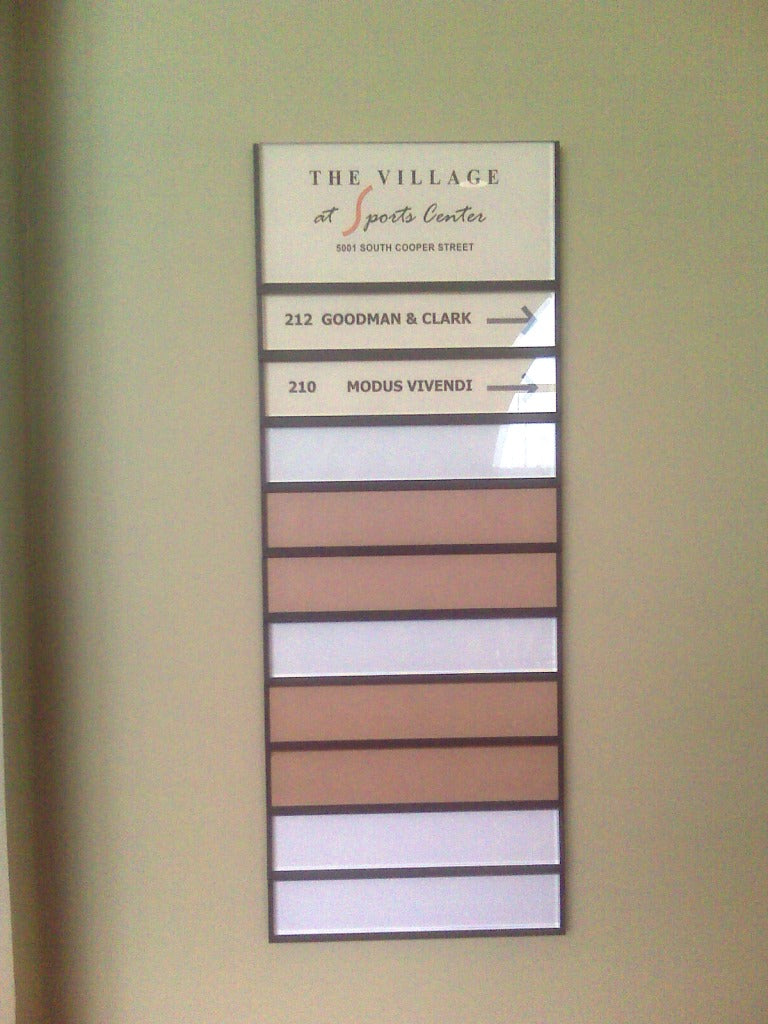 THE VILLAGE
at Sports Center
5001 SOUTH COOPER STREET
212 GOODMAN & CLARK
210 MODUS VIVENDI